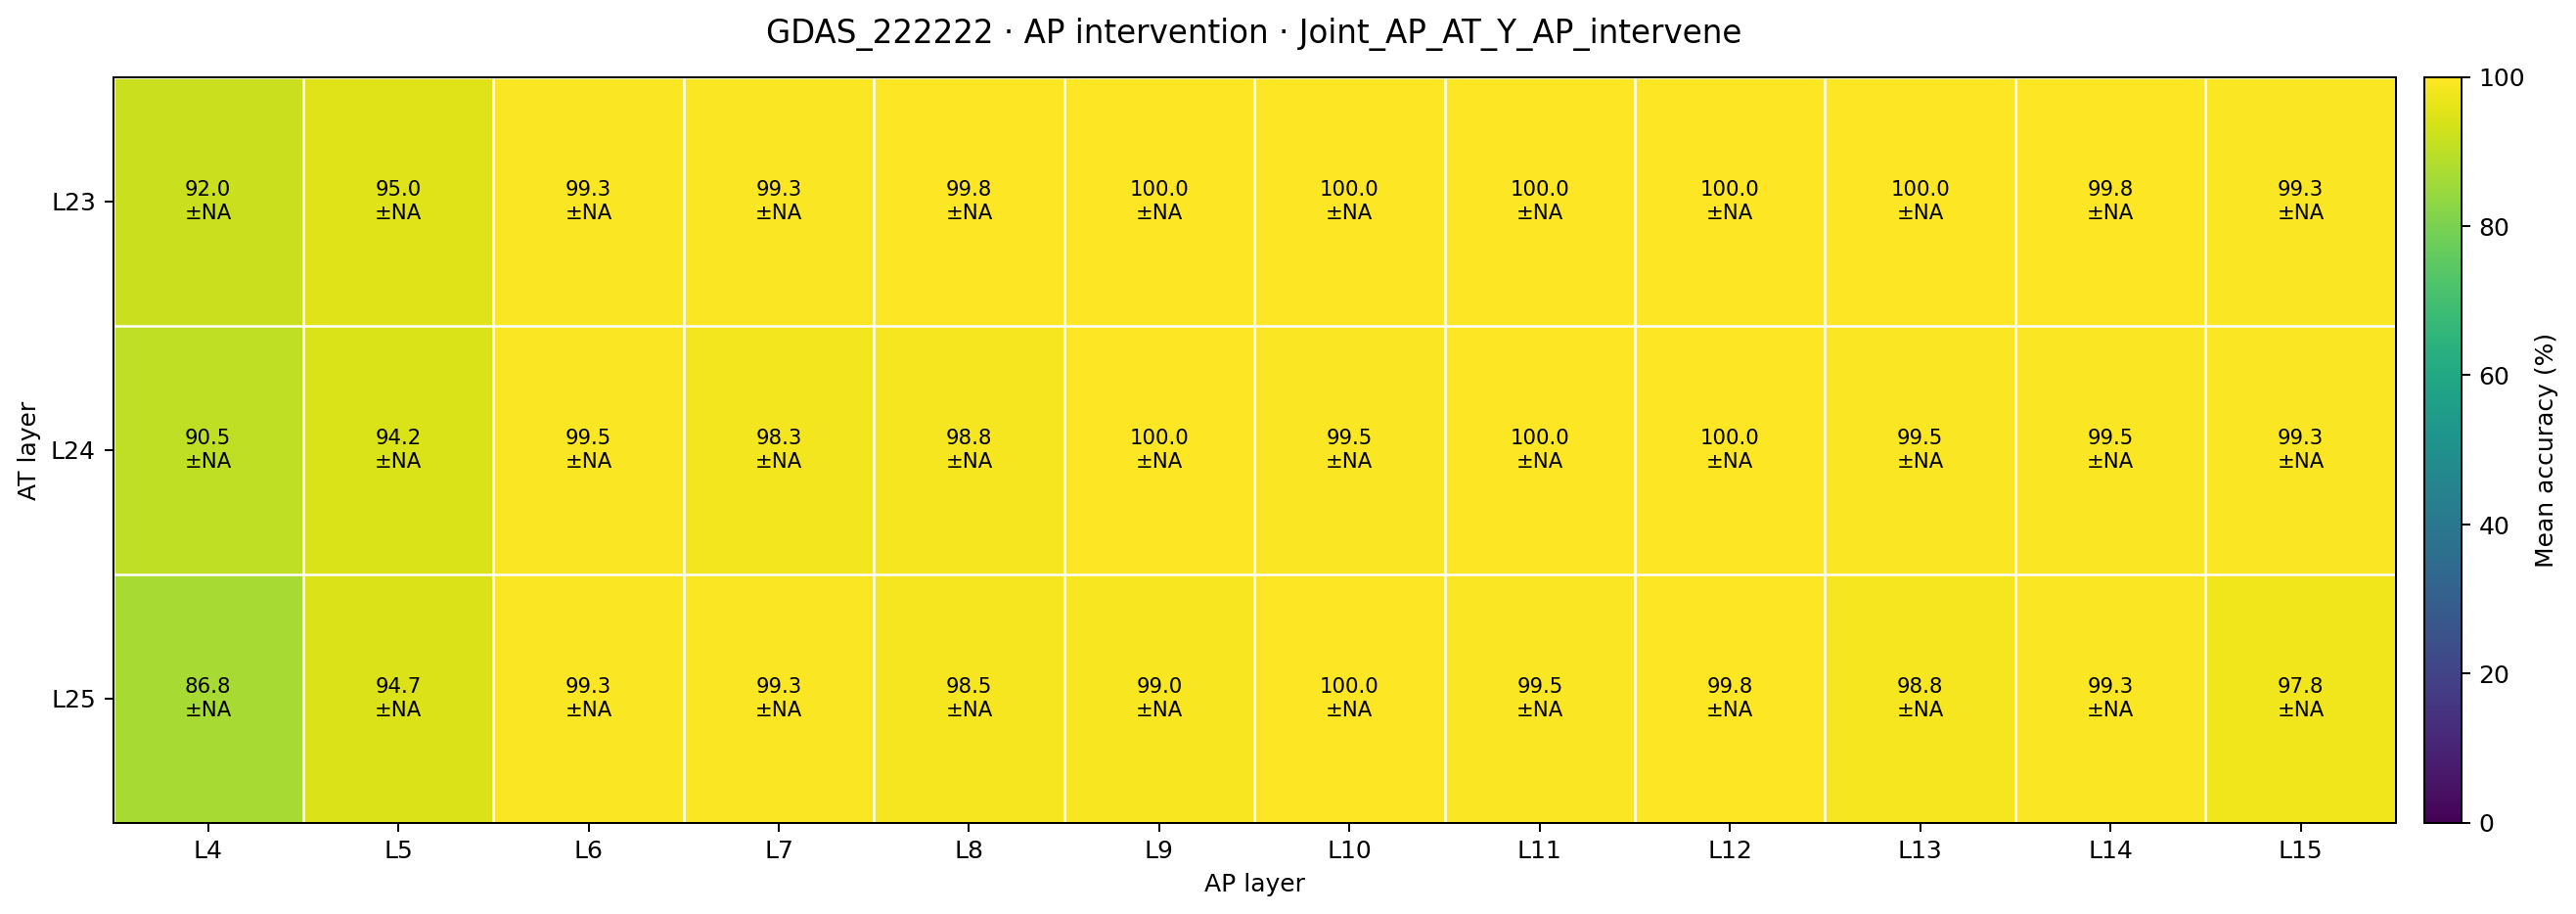 GDAS_222222 · AP intervention · Joint_AP_AT_Y_AP_intervene
AT layer
L23
92.0 95.0 99.3 99.3 99.8 100.0 100.0 100.0 100.0 100.0 99.8 99.3
±NA ±NA ±NA ±NA ±NA ±NA ±NA ±NA ±NA ±NA ±NA ±NA
L24
90.5 94.2 99.5 98.3 98.8 100.0 99.5 100.0 100.0 99.5 99.5 99.3
±NA ±NA ±NA ±NA ±NA ±NA ±NA ±NA ±NA ±NA ±NA ±NA
L25
86.8 94.7 99.3 99.3 98.5 99.0 100.0 99.5 99.8 98.8 99.3 97.8
±NA ±NA ±NA ±NA ±NA ±NA ±NA ±NA ±NA ±NA ±NA ±NA
L4 L5 L6 L7 L8 L9 L10 L11 L12 L13 L14 L15
AP layer
100
80
60
40
20
0
Mean accuracy (%)